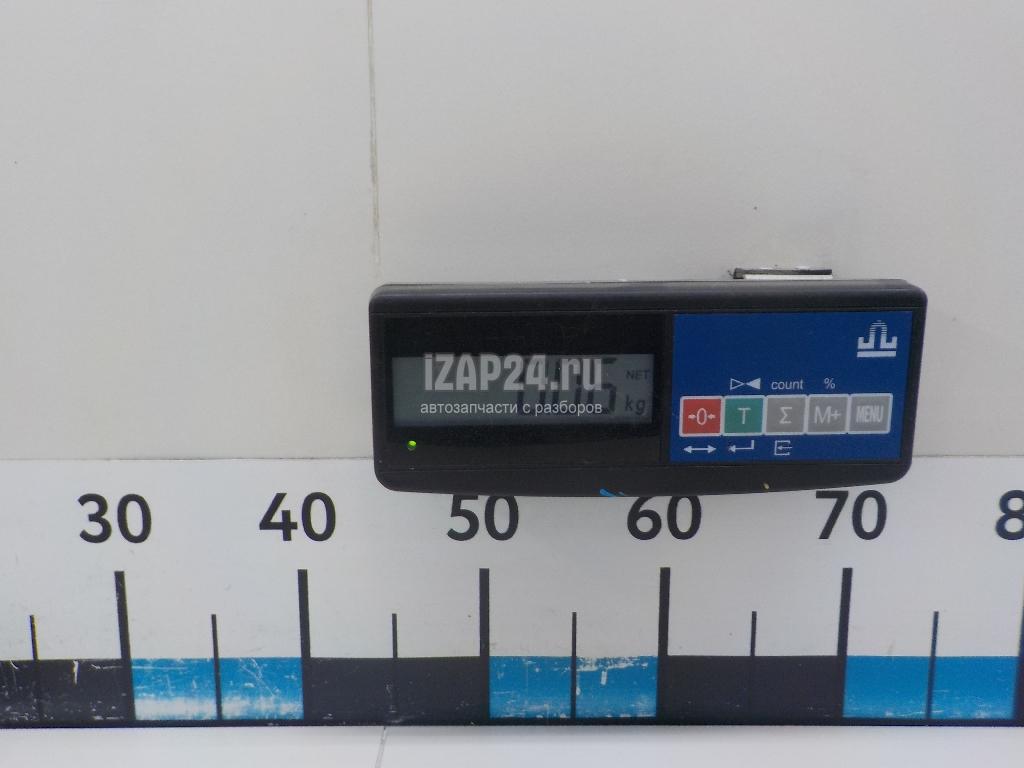 iZAP24.ru
автозапчасти с разборов
NET
kg
count %
→0← T Σ M+ MENU
30 40 50 60 70